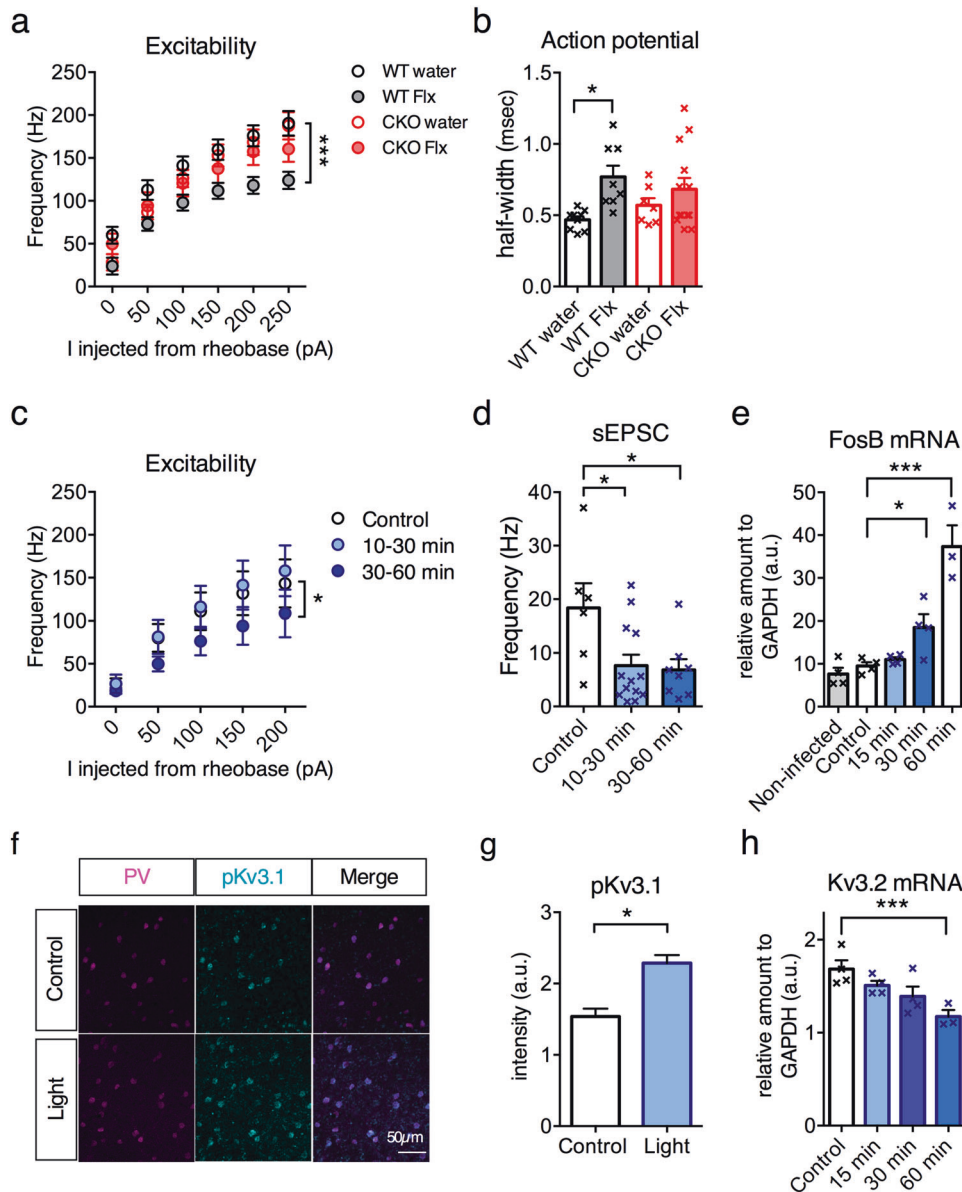 a
Excitability
Frequency (Hz)
250
200
150
100
50
0
0
50
100
150
200
250
I injected from rheobase (pA)
WT water
WT Flx
CKO water
CKO Flx
***
b
Action potential
half-width (msec)
1.5
1.0
0.5
0.0
*
WT water
WT Flx
CKO water
CKO Flx
c
Excitability
Frequency (Hz)
250
200
150
100
50
0
0
50
100
150
200
I injected from rheobase (pA)
Control
10-30 min
30-60 min
*
d
sEPSC
Frequency (Hz)
40
30
20
10
0
*
*
Control
10-30 min
30-60 min
e
FosB mRNA
relative amount to
GAPDH (a.u.)
50
40
30
20
10
0
***
*
Non-infected
Control
15 min
30 min
60 min
f
PV
pKv3.1
Merge
Control
Light
50µm
g
pKv3.1
intensity (a.u.)
3
2
1
0
*
Control
Light
h
Kv3.2 mRNA
relative amount to
GAPDH (a.u.)
2
1
0
***
Control
15 min
30 min
60 min